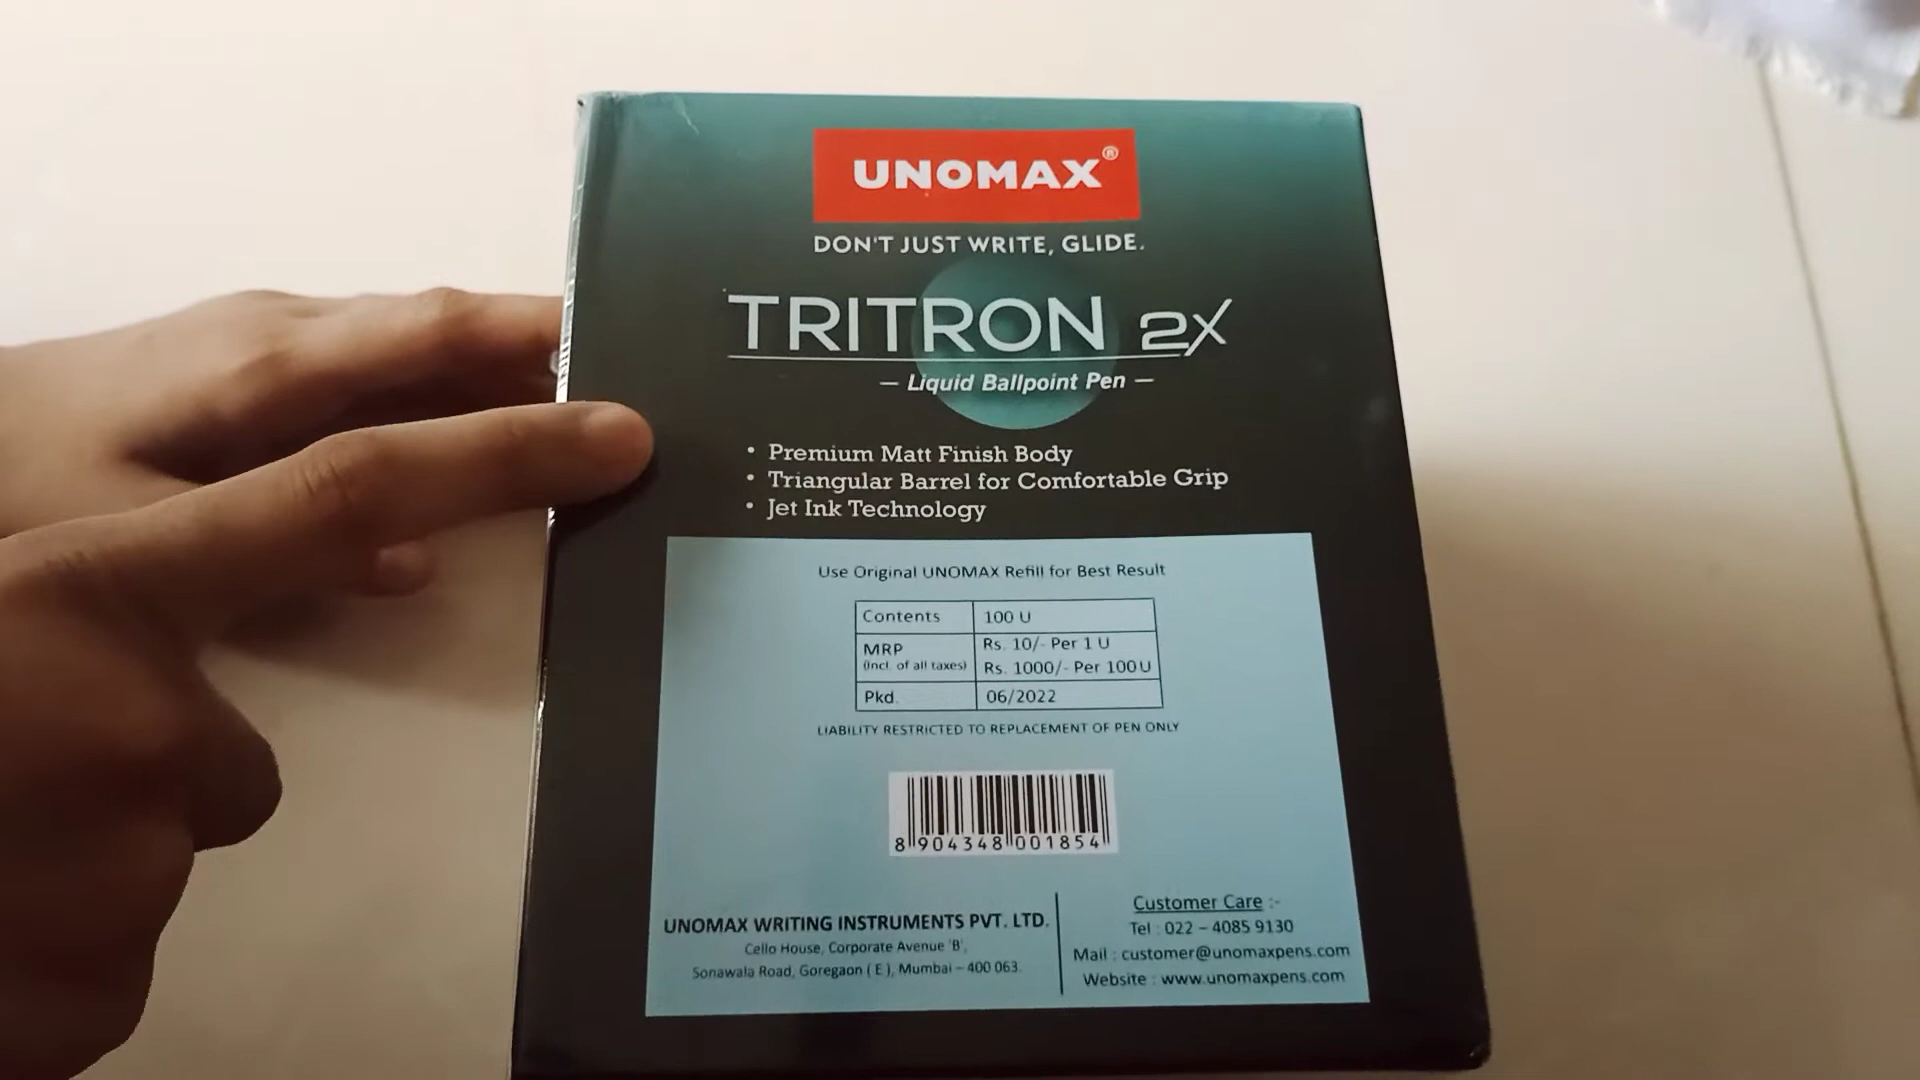 UNOMAX®
DON'T JUST WRITE, GLIDE.
TRITRON 2X
— Liquid Ballpoint Pen —
• Premium Matt Finish Body
• Triangular Barrel for Comfortable Grip
• Jet Ink Technology
Use Original UNOMAX Refill for Best Result
Contents 100 U
MRP Rs. 10/- Per 1 U
(Incl. of all taxes) Rs. 1000/- Per 100 U
Pkd. 06/2022
LIABILITY RESTRICTED TO REPLACEMENT OF PEN ONLY
8 904348 001854
UNOMAX WRITING INSTRUMENTS PVT. LTD.
Cello House, Corporate Avenue 'B',
Sonawala Road, Goregaon ( E ), Mumbai – 400 063.
Customer Care :-
Tel : 022 – 4085 9130
Mail : customer@unomaxpens.com
Website : www.unomaxpens.com